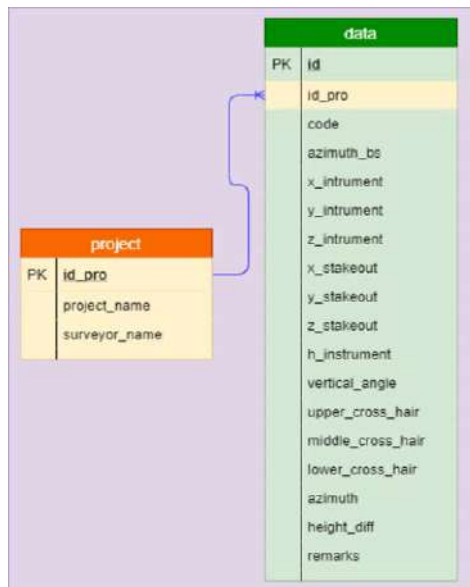 data
PK id
id_pro
code
azimuth_bs
x_intrument
y_intrument
z_intrument
x_stakeout
y_stakeout
z_stakeout
h_instrument
vertical_angle
upper_cross_hair
middle_cross_hair
lower_cross_hair
azimuth
height_diff
remarks
project
PK id_pro
project_name
surveyor_name